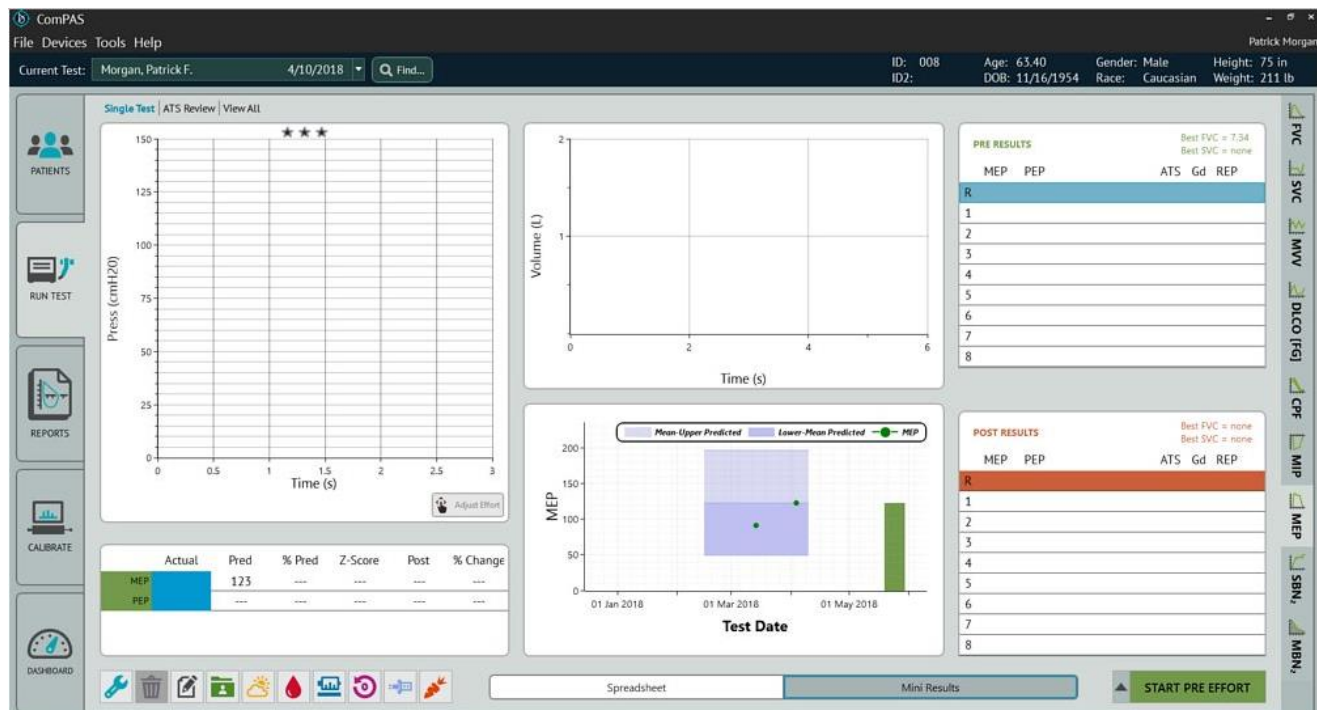 ComPAS
File Devices Tools Help
Patrick Morgan
Current Test: Morgan, Patrick F. 4/10/2018 Find...
ID: 008 Age: 63.40 Gender: Male Height: 75 in
ID2: DOB: 11/16/1954 Race: Caucasian Weight: 211 lb
PATIENTS
RUN TEST
REPORTS
CALIBRATE
DASHBOARD
Single Test | ATS Review | View All
150
125
100
75
50
25
0
Press (cmH20)
0 0.5 1 1.5 2 2.5 3
Time (s)
Adjust Effort
Actual Pred % Pred Z-Score Post % Change
MEP 123 --- --- --- ---
PEP --- --- --- --- ---
2
1
0
Volume (L)
0 2 4 6
Time (s)
Mean-Upper Predicted Lower-Mean Predicted MEP
200
150
100
50
0
MEP
01 Jan 2018 01 Mar 2018 01 May 2018
Test Date
PRE RESULTS
Best FVC = 7.34
Best SVC = none
MEP PEP ATS Gd REP
R
1
2
3
4
5
6
7
8
POST RESULTS
Best FVC = none
Best SVC = none
MEP PEP ATS Gd REP
R
1
2
3
4
5
6
7
8
FVC
SVC
MVV
DLCO [FG]
CPF
MIP
MEP
SBN₂
MBN₂
Spreadsheet
Mini Results
START PRE EFFORT